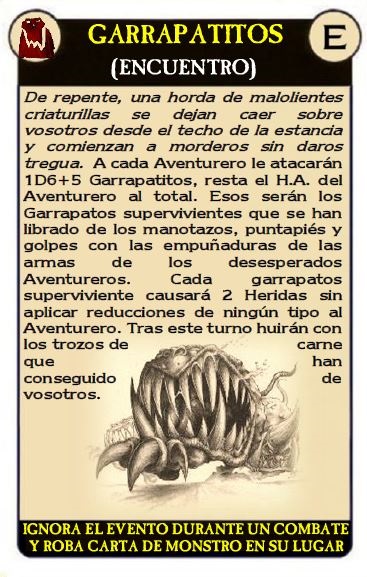 GARRAPATITOS
E
(ENCUENTRO)
De repente, una horda de malolientes
criaturillas se dejan caer sobre
vosotros desde el techo de la estancia
y comienzan a morderos sin daros
tregua. A cada Aventurero le atacarán
1D6+5 Garrapatitos, resta el H.A. del
Aventurero al total. Esos serán los
Garrapatos supervivientes que se han
librado de los manotazos, puntapiés y
golpes con las empuñaduras de las
armas de los desesperados
Aventureros. Cada garrapatos
superviviente causará 2 Heridas sin
aplicar reducciones de ningún tipo al
Aventurero. Tras este turno huirán con
los trozos de carne
que han
conseguido de
vosotros.
IGNORA EL EVENTO DURANTE UN COMBATE
Y ROBA CARTA DE MONSTRO EN SU LUGAR